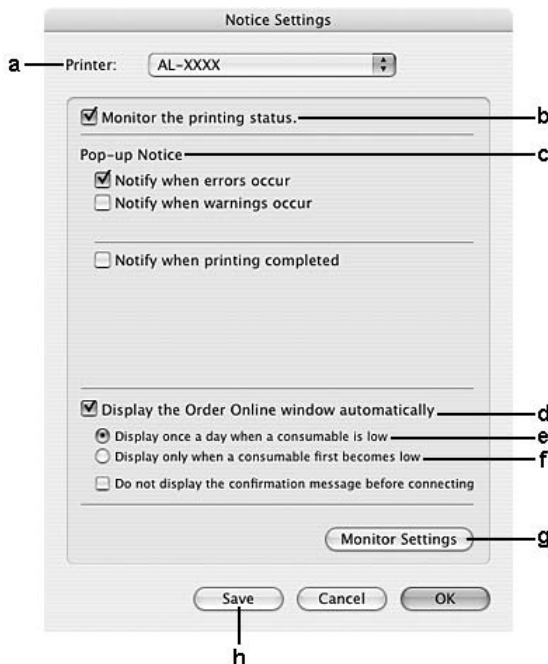 Notice Settings
a Printer: AL-XXXX
Monitor the printing status. b
Pop-up Notice c
Notify when errors occur
Notify when warnings occur
Notify when printing completed
Display the Order Online window automatically d
Display once a day when a consumable is low e
Display only when a consumable first becomes low f
Do not display the confirmation message before connecting
Monitor Settings g
Save Cancel OK
h